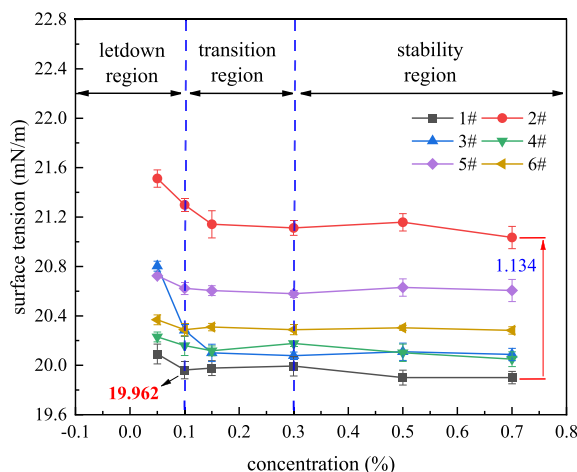 22.8
22.4
22.0
21.6
21.2
20.8
20.4
20.0
19.6
surface tension (mN/m)
letdown
region
transition
region
stability
region
1# 2#
3# 4#
5# 6#
1.134
19.962
-0.1 0.0 0.1 0.2 0.3 0.4 0.5 0.6 0.7 0.8
concentration (%)